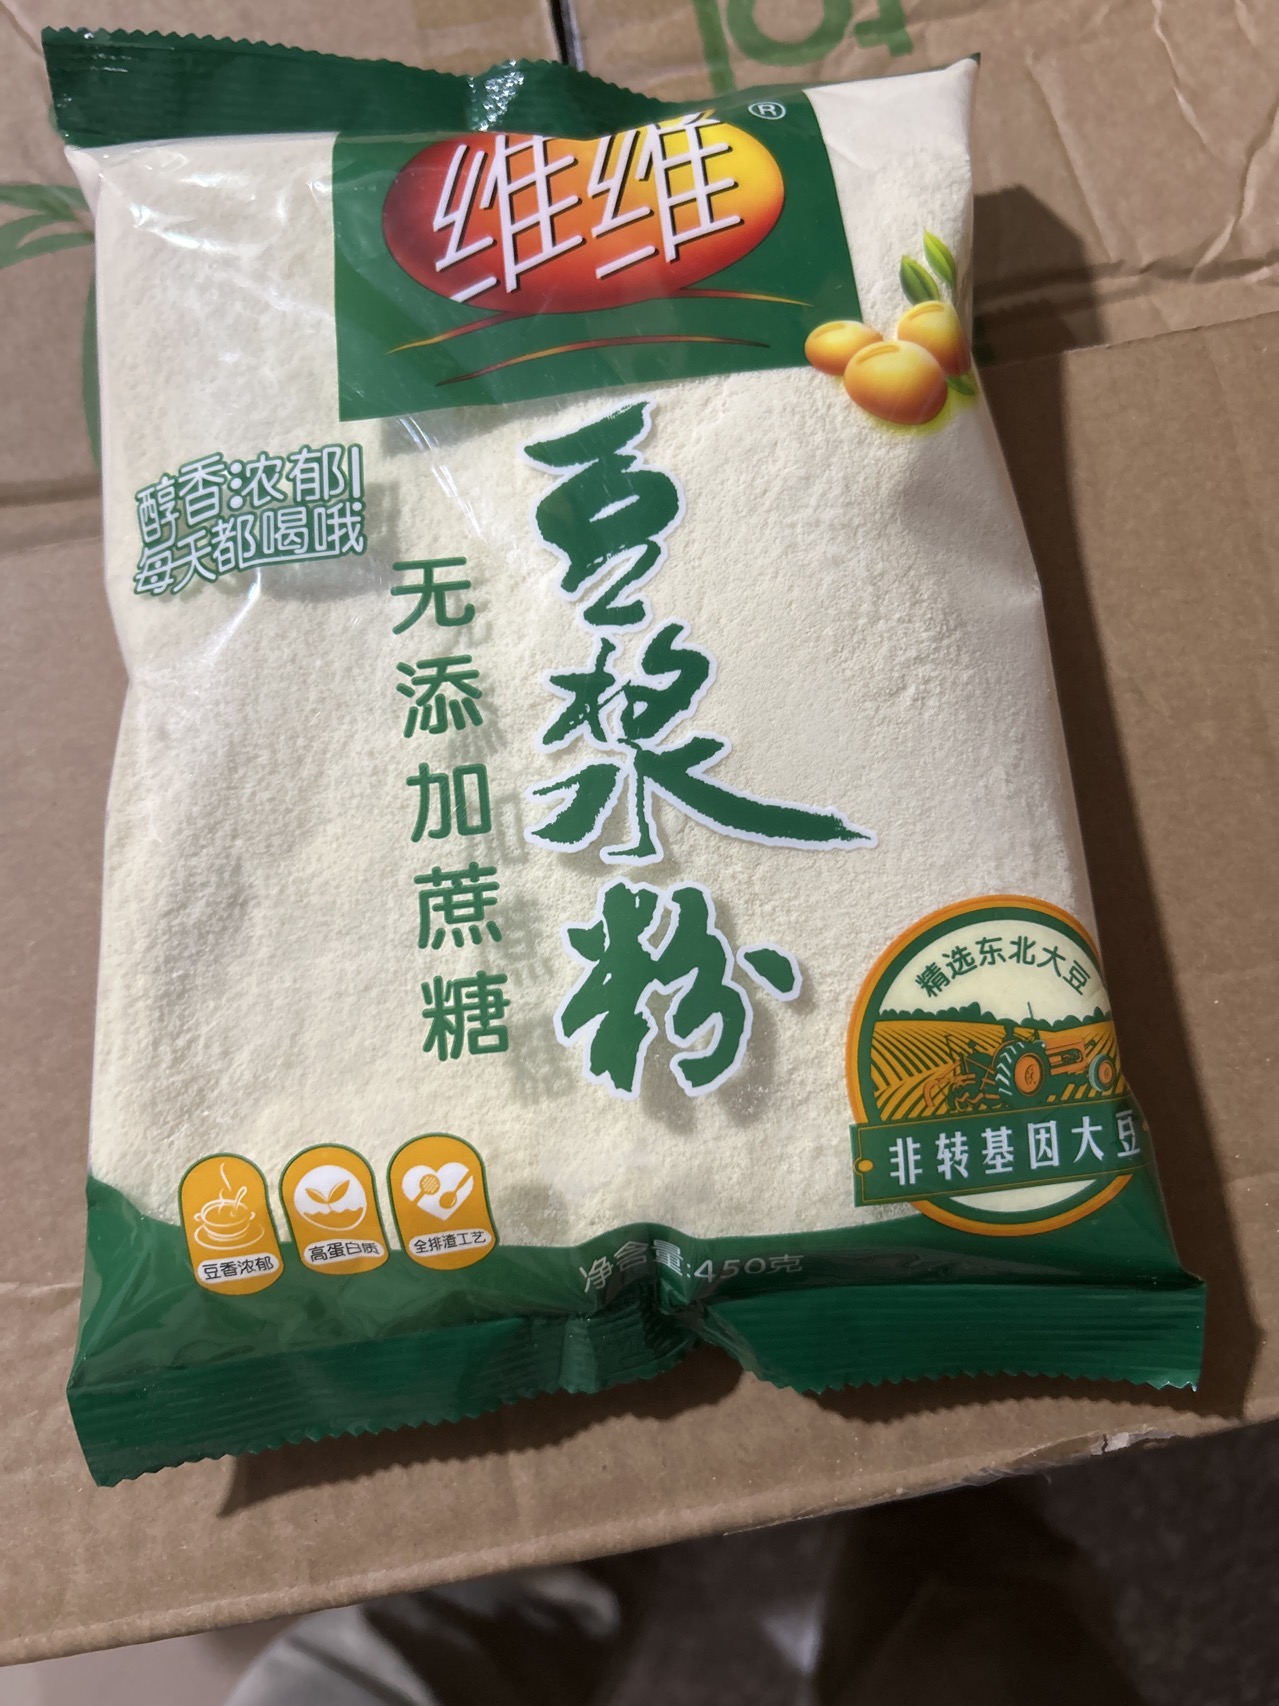 维维®
醇香浓郁
每天都喝哦
豆浆粉
无添加蔗糖
精选东北大豆
非转基因大豆
豆香浓郁
高蛋白质
全排渣工艺
净含量:450克